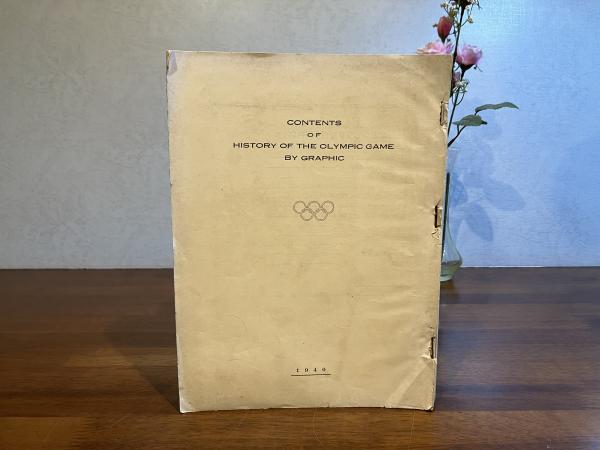 CONTENTS
OF
HISTORY OF THE OLYMPIC GAME
BY GRAPHIC
1940